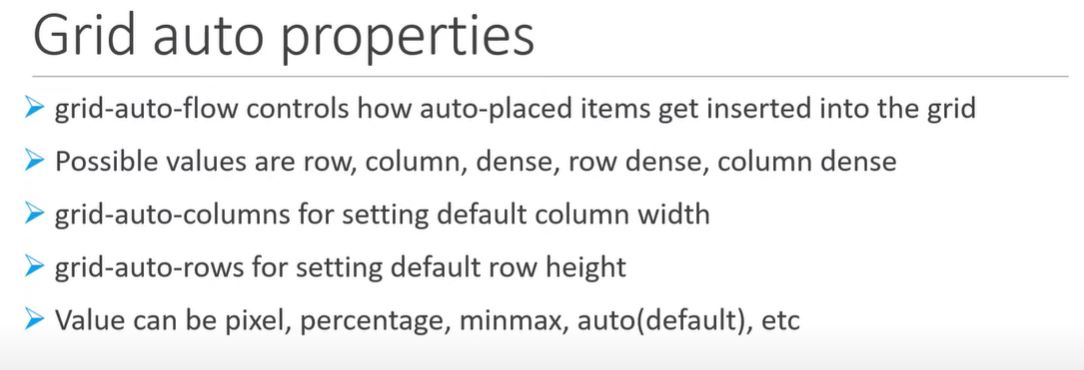 Grid auto properties
grid-auto-flow controls how auto-placed items get inserted into the grid
Possible values are row, column, dense, row dense, column dense
grid-auto-columns for setting default column width
grid-auto-rows for setting default row height
Value can be pixel, percentage, minmax, auto(default), etc